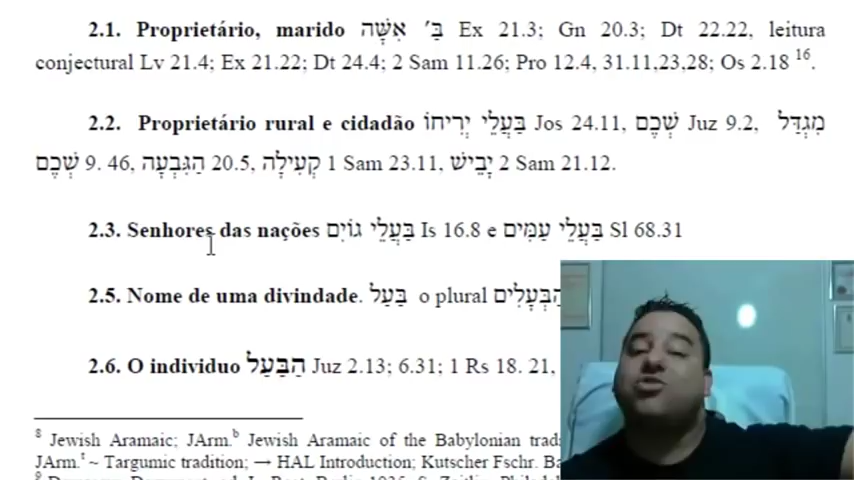 2.1. Proprietário, marido בַּ׳ אִשָּׁה Ex 21.3; Gn 20.3; Dt 22.22, leitura
conjectural Lv 21.4; Ex 21.22; Dt 24.4; 2 Sam 11.26; Pro 12.4, 31.11,23,28; Os 2.18 16.
2.2. Proprietário rural e cidadão בַּעֲלֵי יְרִיחוֹ Jos 24.11, שְׁכֶם Juz 9.2, מִגְדַּל
שְׁכֶם 9. 46, הַגִּבְעָה 20.5, קְעִילָה 1 Sam 23.11, יָבֵישׁ 2 Sam 21.12.
2.3. Senhores das nações בַּעֲלֵי גוֹיִם Is 16.8 e בַּעֲלֵי עַמִּים Sl 68.31
2.5. Nome de uma divindade. בַּעַל o plural הַבְּעָלִים
2.6. O individuo הַבַּעַל Juz 2.13; 6.31; 1 Rs 18. 21,
8 Jewish Aramaic; JArm.b Jewish Aramaic of the Babylonian
JArm.t ~ Targumic tradition; → HAL Introduction; Kutscher Fschr.